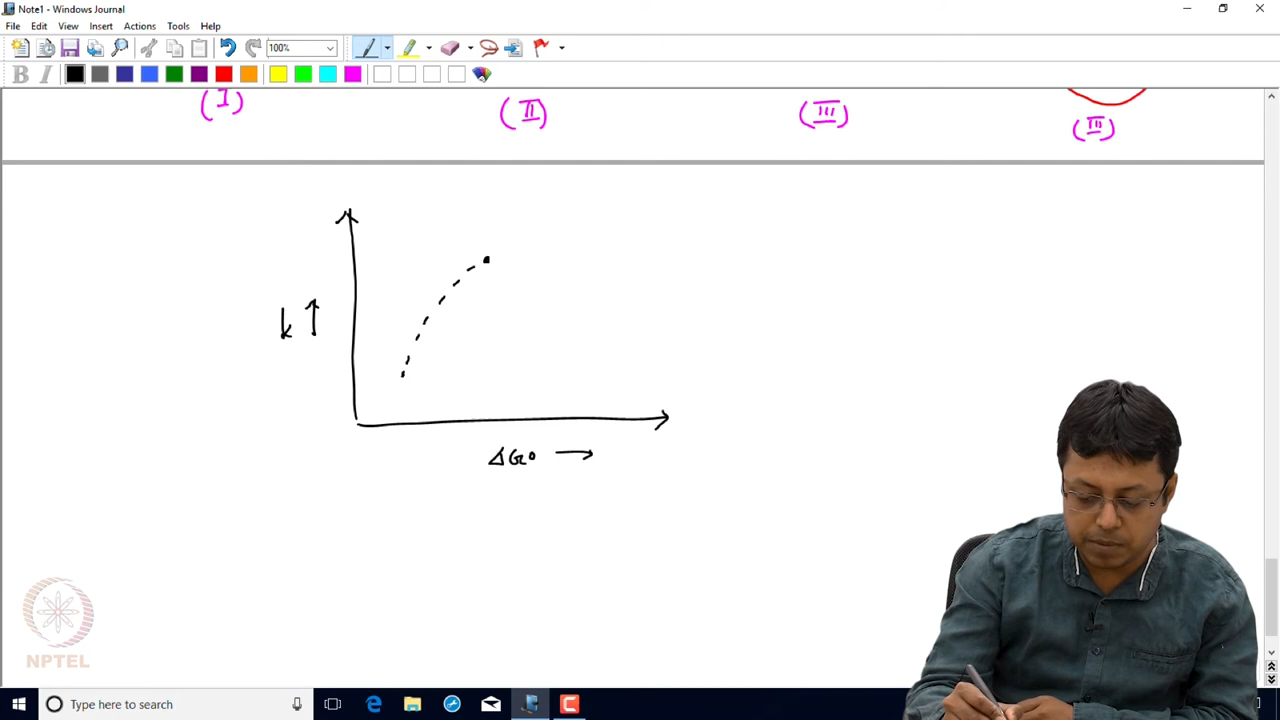 Note1 - Windows Journal
File Edit View Insert Actions Tools Help
100%
B I
(I) (II) (III) (III)
k ↑
ΔG° →
NPTEL
Type here to search